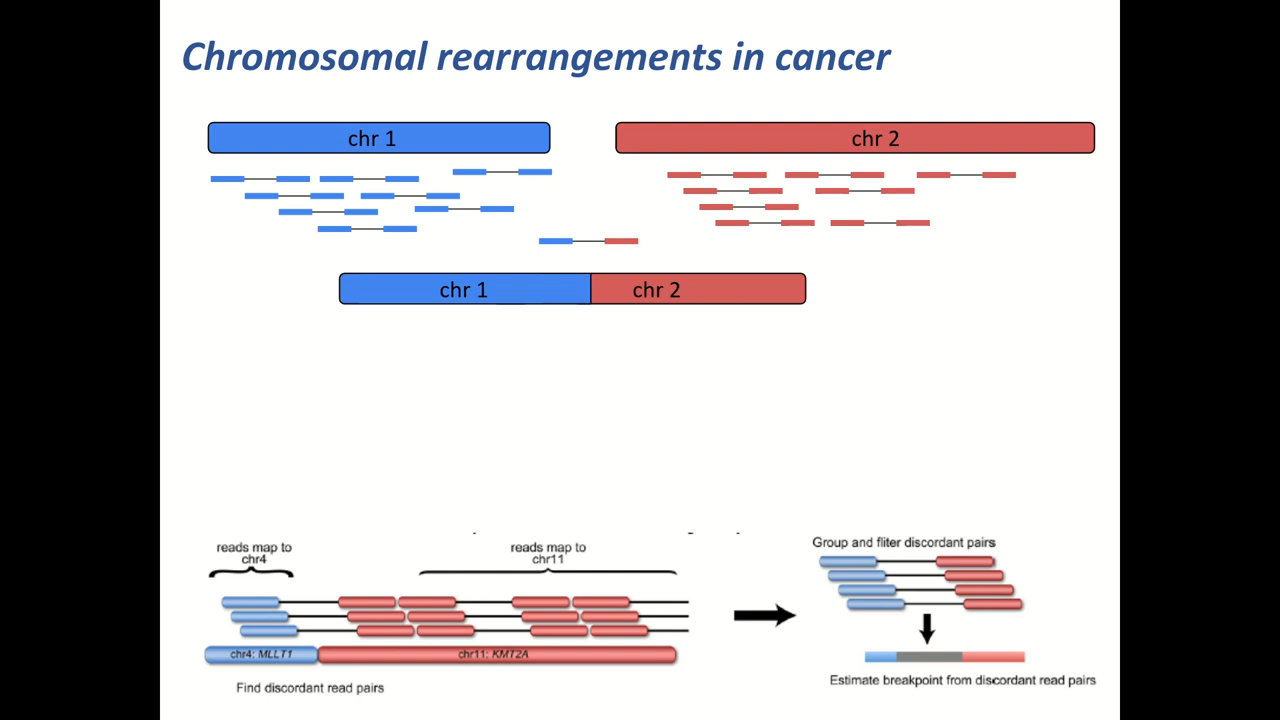 Chromosomal rearrangements in cancer
chr 1
chr 2
chr 1
chr 2
reads map to
chr4
reads map to
chr11
chr4: MLLT1
chr11: KMT2A
Find discordant read pairs
Group and fliter discordant pairs
Estimate breakpoint from discordant read pairs